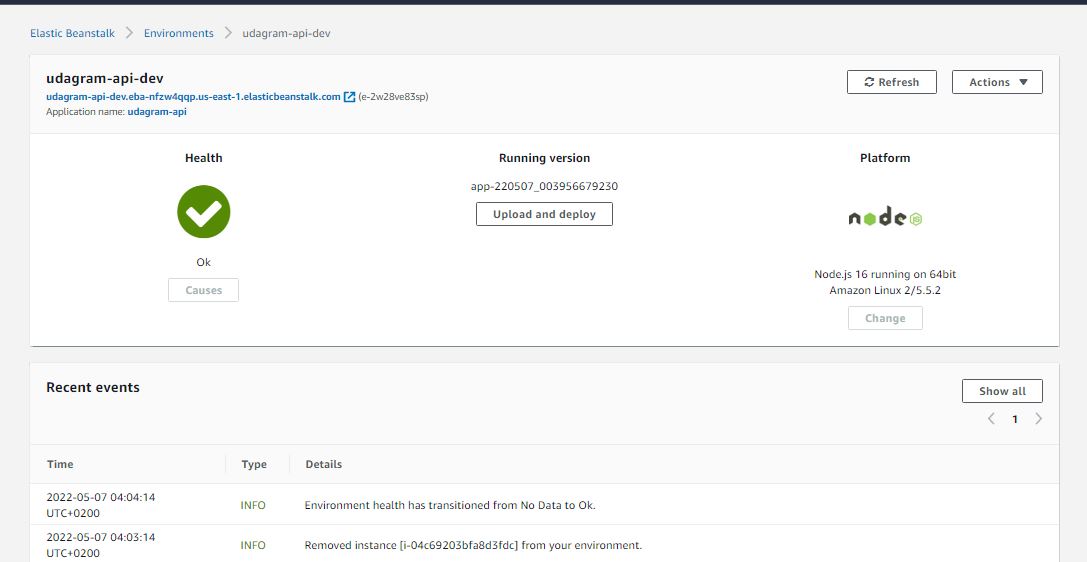 Elastic Beanstalk > Environments > udagram-api-dev
udagram-api-dev
udagram-api-dev.eba-nfzw4qqp.us-east-1.elasticbeanstalk.com (e-2w28ve83sp)
Application name: udagram-api
Refresh
Actions
Health
Running version
Platform
app-220507_003956679230
Upload and deploy
node
JS
Ok
Causes
Node.js 16 running on 64bit
Amazon Linux 2/5.5.2
Change
Recent events
Show all
1
Time Type Details
2022-05-07 04:04:14
UTC+0200
INFO
Environment health has transitioned from No Data to Ok.
2022-05-07 04:03:14
UTC+0200
INFO
Removed instance [i-04c69203bfa8d3fdc] from your environment.